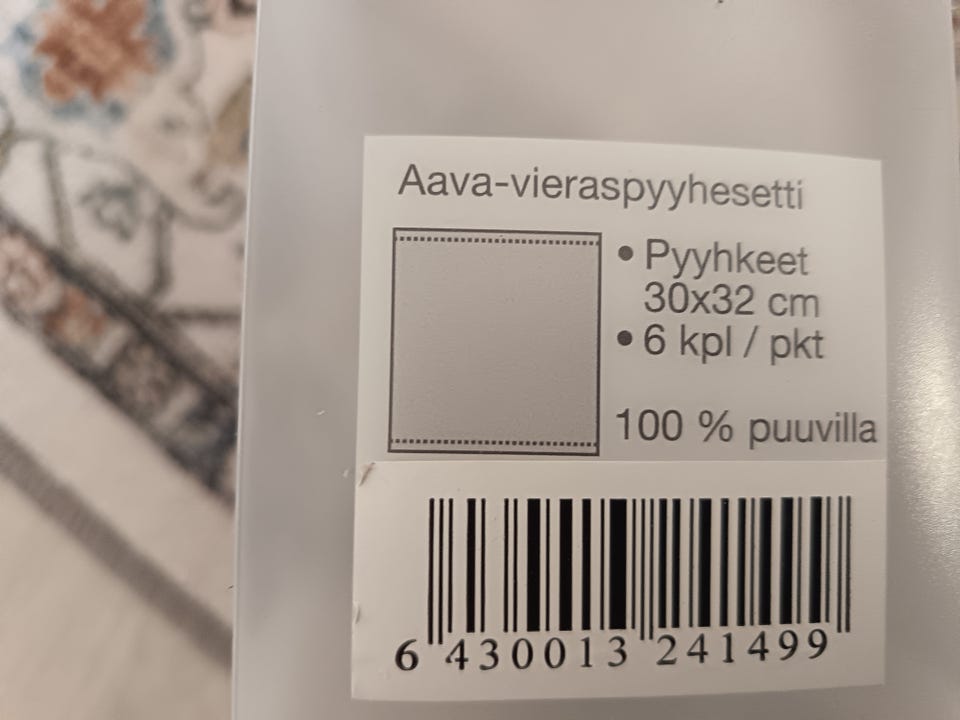 Aava-vieraspyyhesetti
• Pyyhkeet
30x32 cm
• 6 kpl / pkt
100 % puuvilla
6 430013 241499